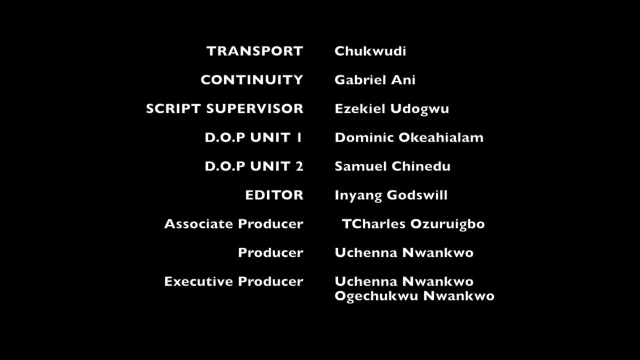 TRANSPORT Chukwudi
CONTINUITY Gabriel Ani
SCRIPT SUPERVISOR Ezekiel Udogwu
D.O.P UNIT 1 Dominic Okeahialam
D.O.P UNIT 2 Samuel Chinedu
EDITOR Inyang Godswill
Associate Producer TCharles Ozuruigbo
Producer Uchenna Nwankwo
Executive Producer Uchenna Nwankwo
Ogechukwu Nwankwo